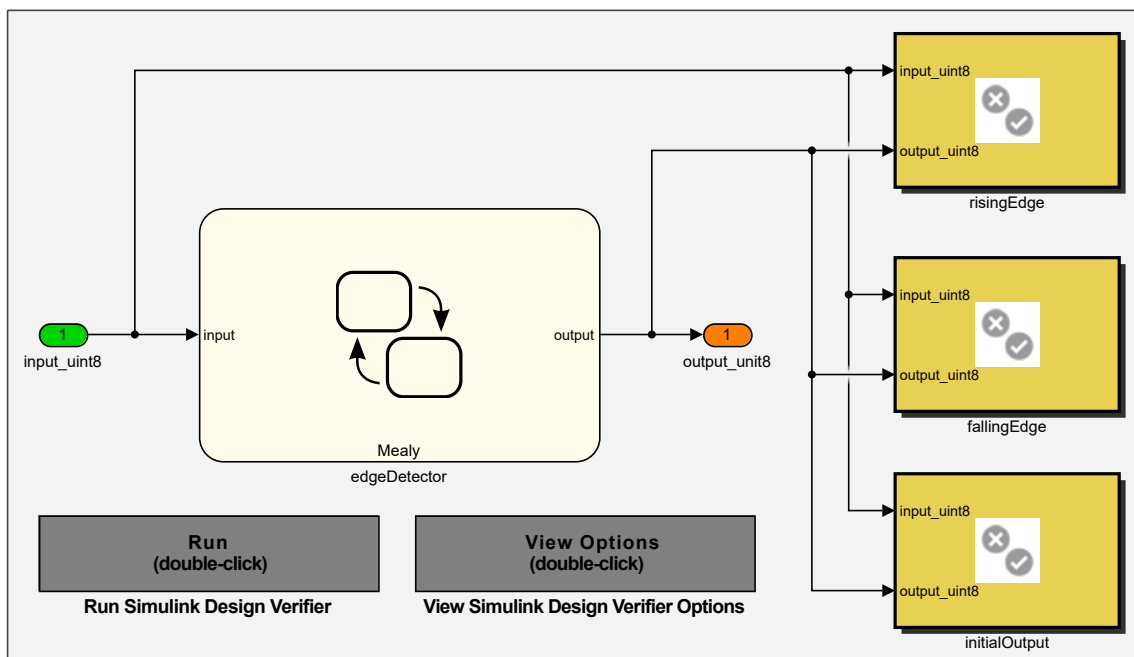 input_uint8
output_uint8
risingEdge
1
input_uint8
input
output
Mealy
edgeDetector
1
output_unit8
input_uint8
output_uint8
fallingEdge
Run
(double-click)
Run Simulink Design Verifier
View Options
(double-click)
View Simulink Design Verifier Options
input_uint8
output_uint8
initialOutput